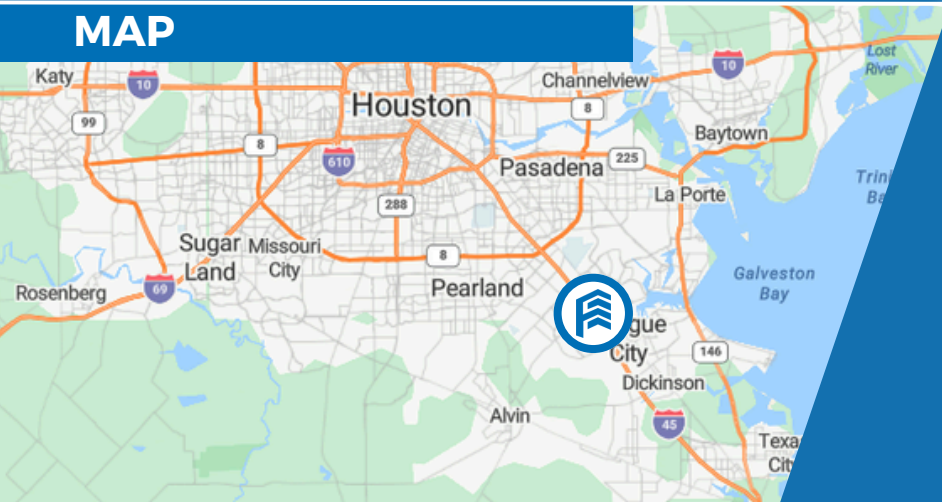 MAP
Katy
10
99
8
Houston
610
288
Channelview
8
10
Lost
River
Baytown
Pasadena
225
La Porte
Sugar
Land
Missouri
City
8
Pearland
Rosenberg
69
Galveston
Bay
City
146
Dickinson
Alvin
45